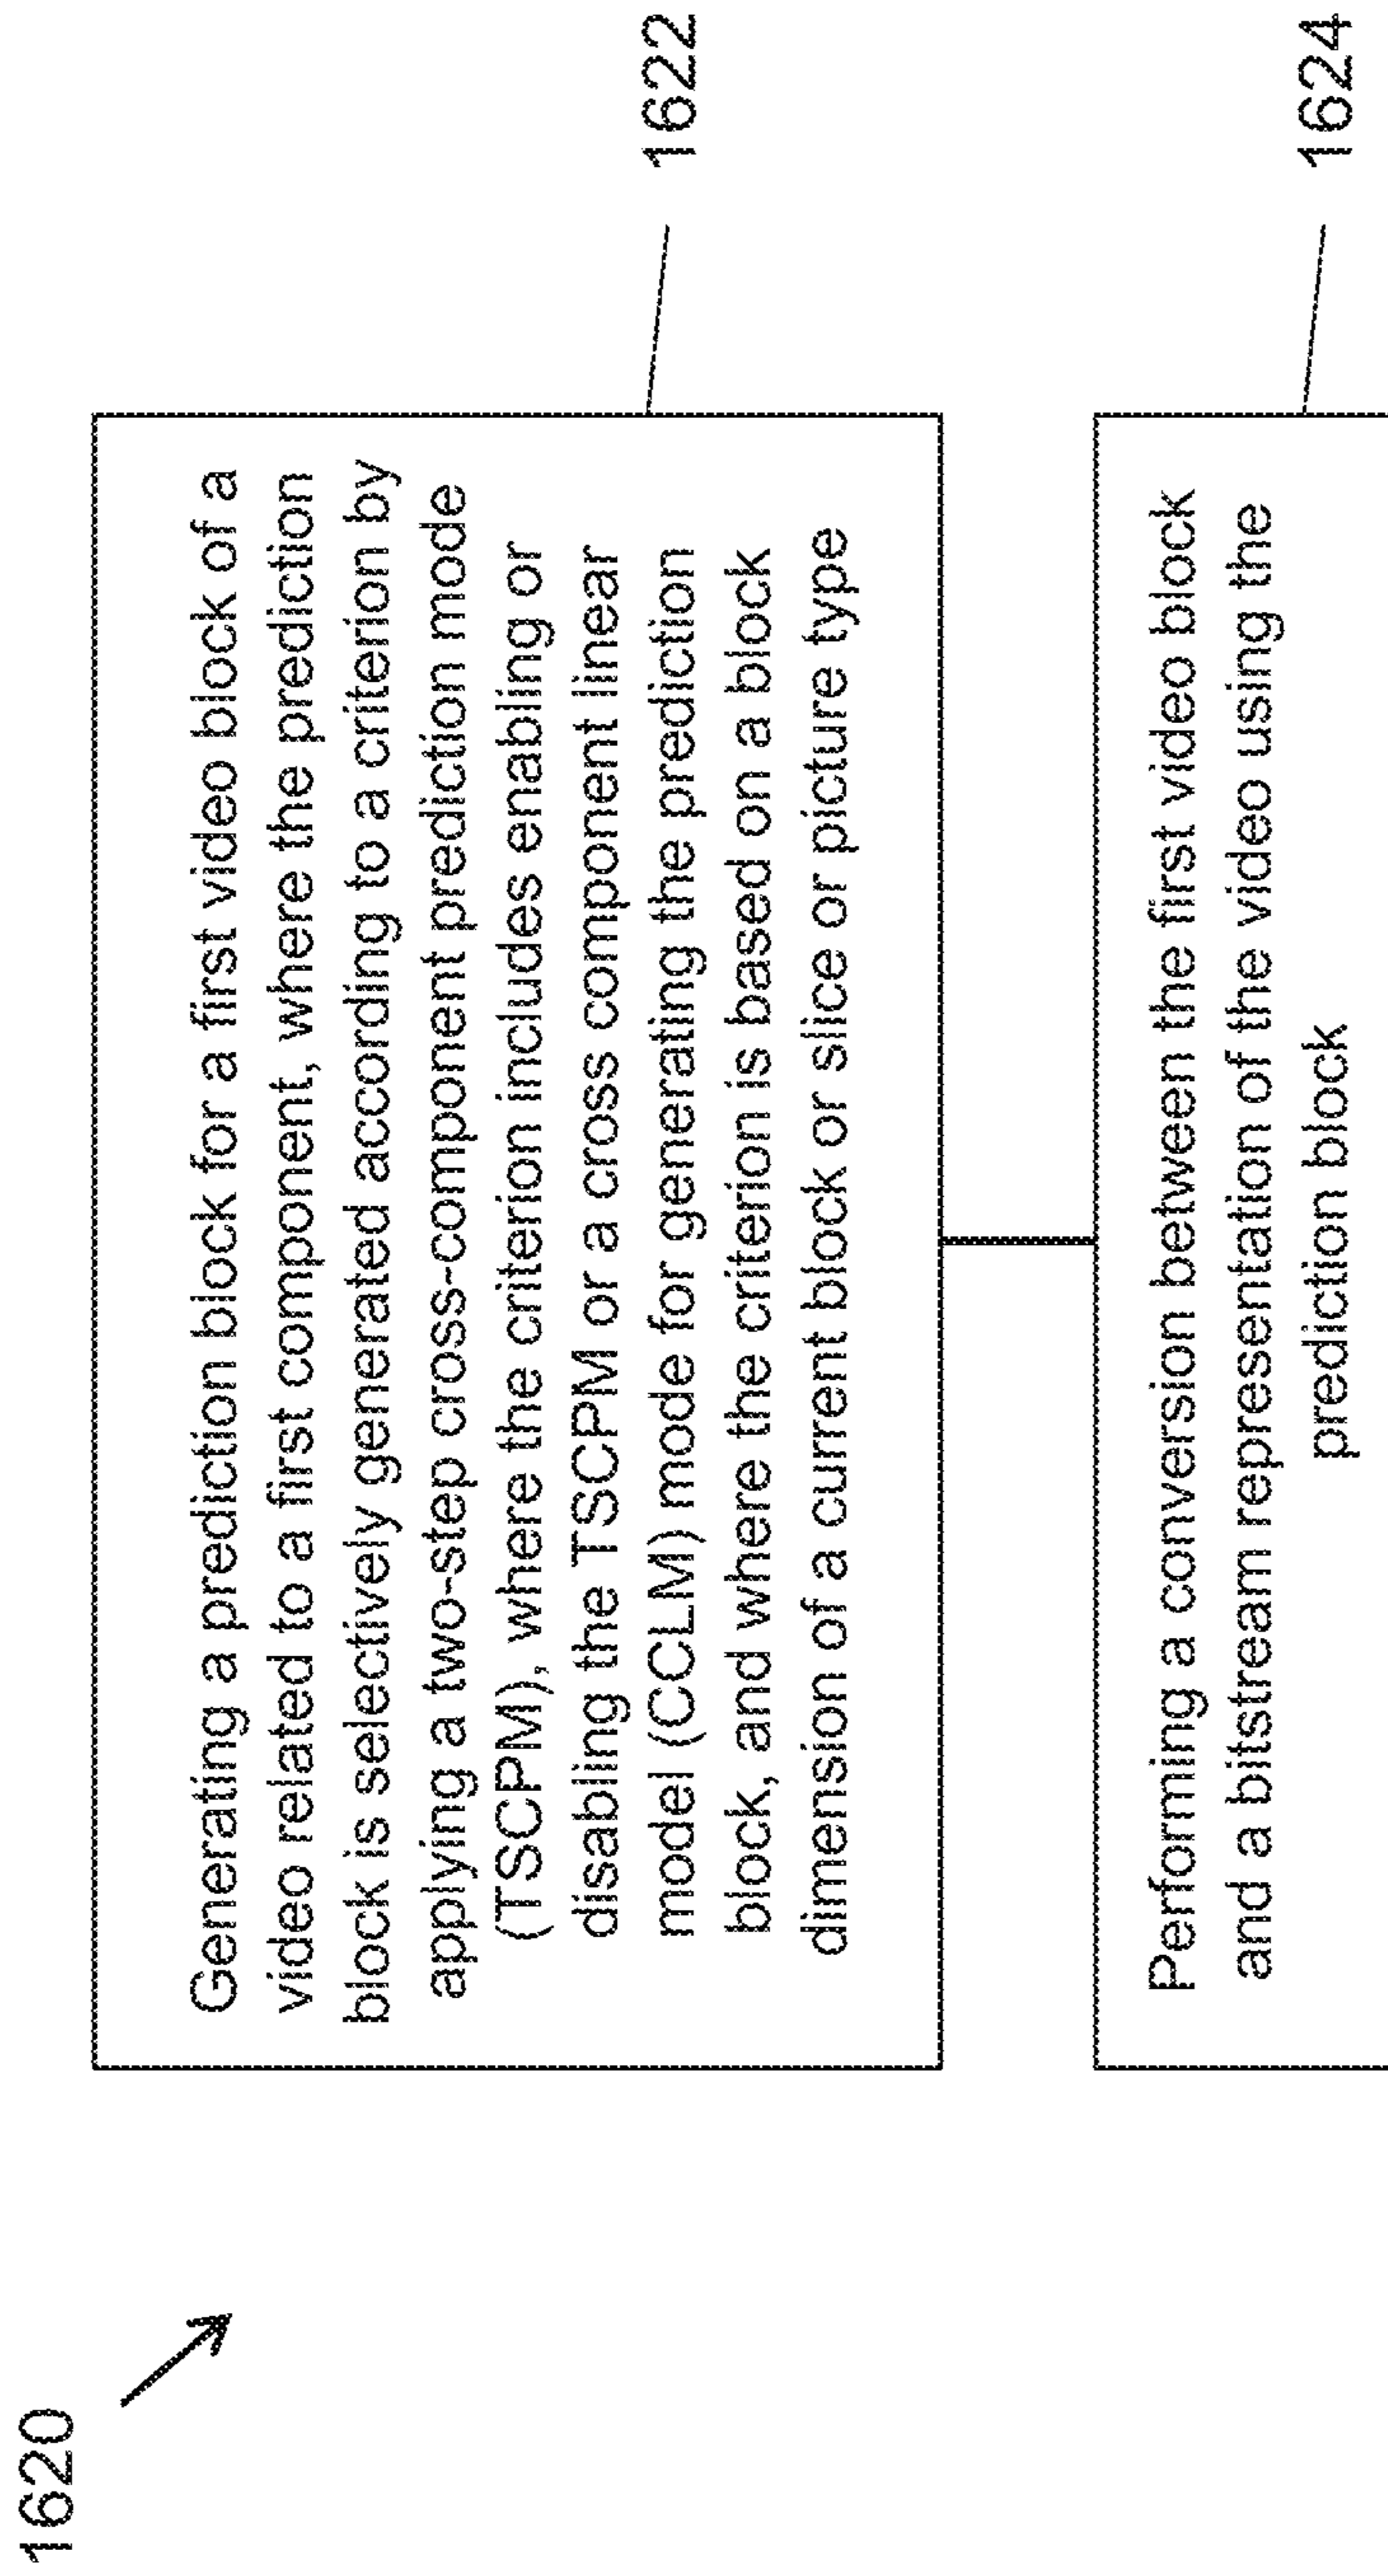 1620
Generating a prediction block for a first video block of a
video related to a first component, where the prediction
block is selectively generated according to a criterion by
applying a two-step cross-component prediction mode
(TSCPM), where the criterion includes enabling or
disabling the TSCPM or a cross component linear
model (CCLM) mode for generating the prediction
block, and where the criterion is based on a block
dimension of a current block or slice or picture type
1622
Performing a conversion between the first video block
and a bitstream representation of the video using the
prediction block
1624